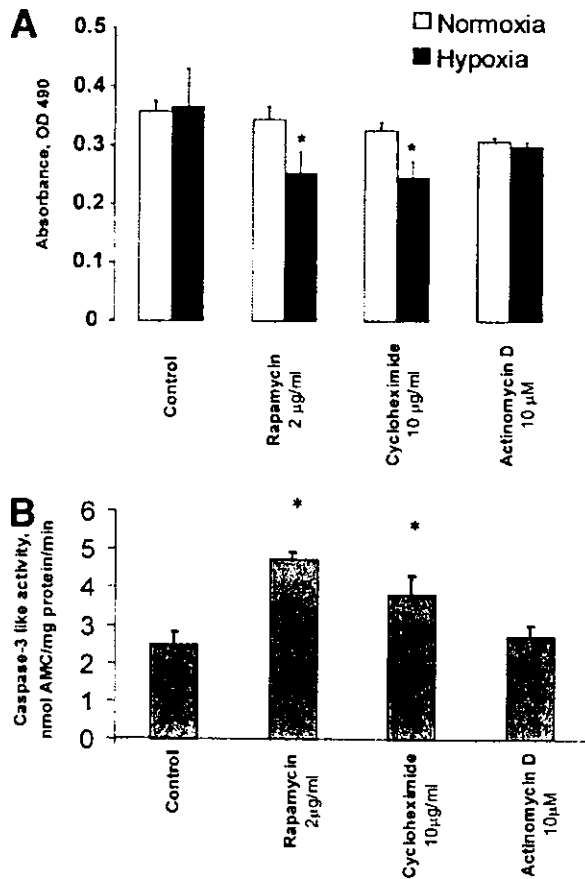 A
Normoxia
Hypoxia
Absorbance, OD 490
0.5
0.4
0.3
0.2
0.1
0
*
*
Control
Rapamycin
2 µg/ml
Cycloheximide
10 µg/ml
Actinomycin D
10 µM
B
Caspase-3 like activity,
nmol AMC/mg protein/min
6
5
4
3
2
1
0
*
*
Control
Rapamycin
2µg/ml
Cycloheximide
10µg/ml
Actinomycin D
10µM